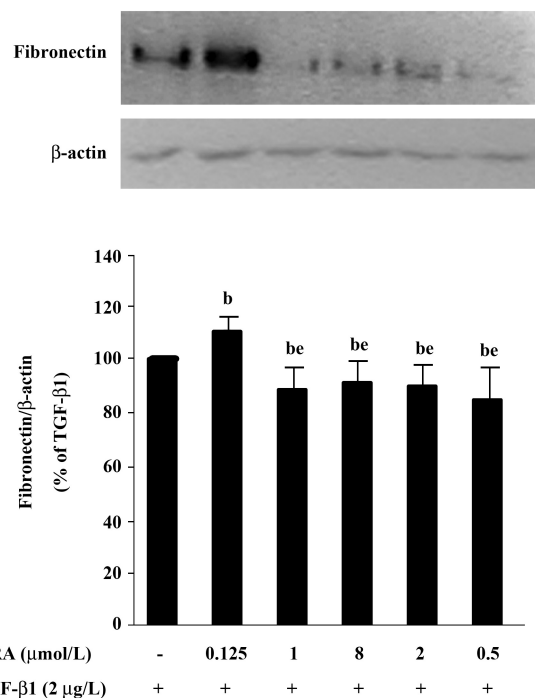 Fibronectin
β-actin
Fibronectin/β-actin
(% of TGF-β1)
140
120
100
80
60
40
20
0
b
be
be
be
be
RA (μmol/L) - 0.125 1 8 2 0.5
F-β1 (2 μg/L) + + + + + +